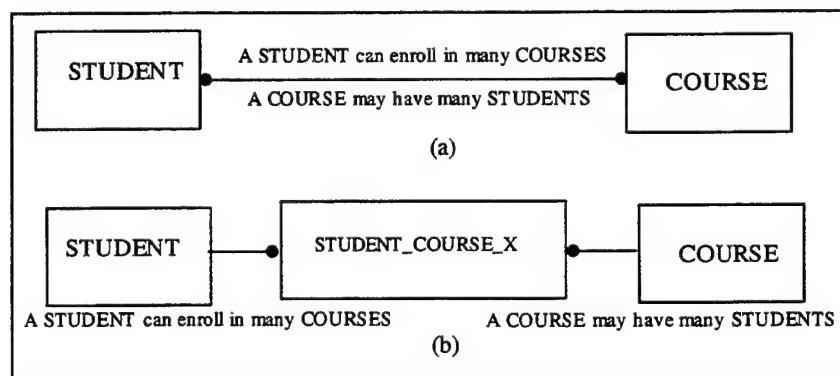 STUDENT
A STUDENT can enroll in many COURSES
A COURSE may have many STUDENTS
COURSE
(a)
STUDENT
STUDENT_COURSE_X
COURSE
A STUDENT can enroll in many COURSES
A COURSE may have many STUDENTS
(b)